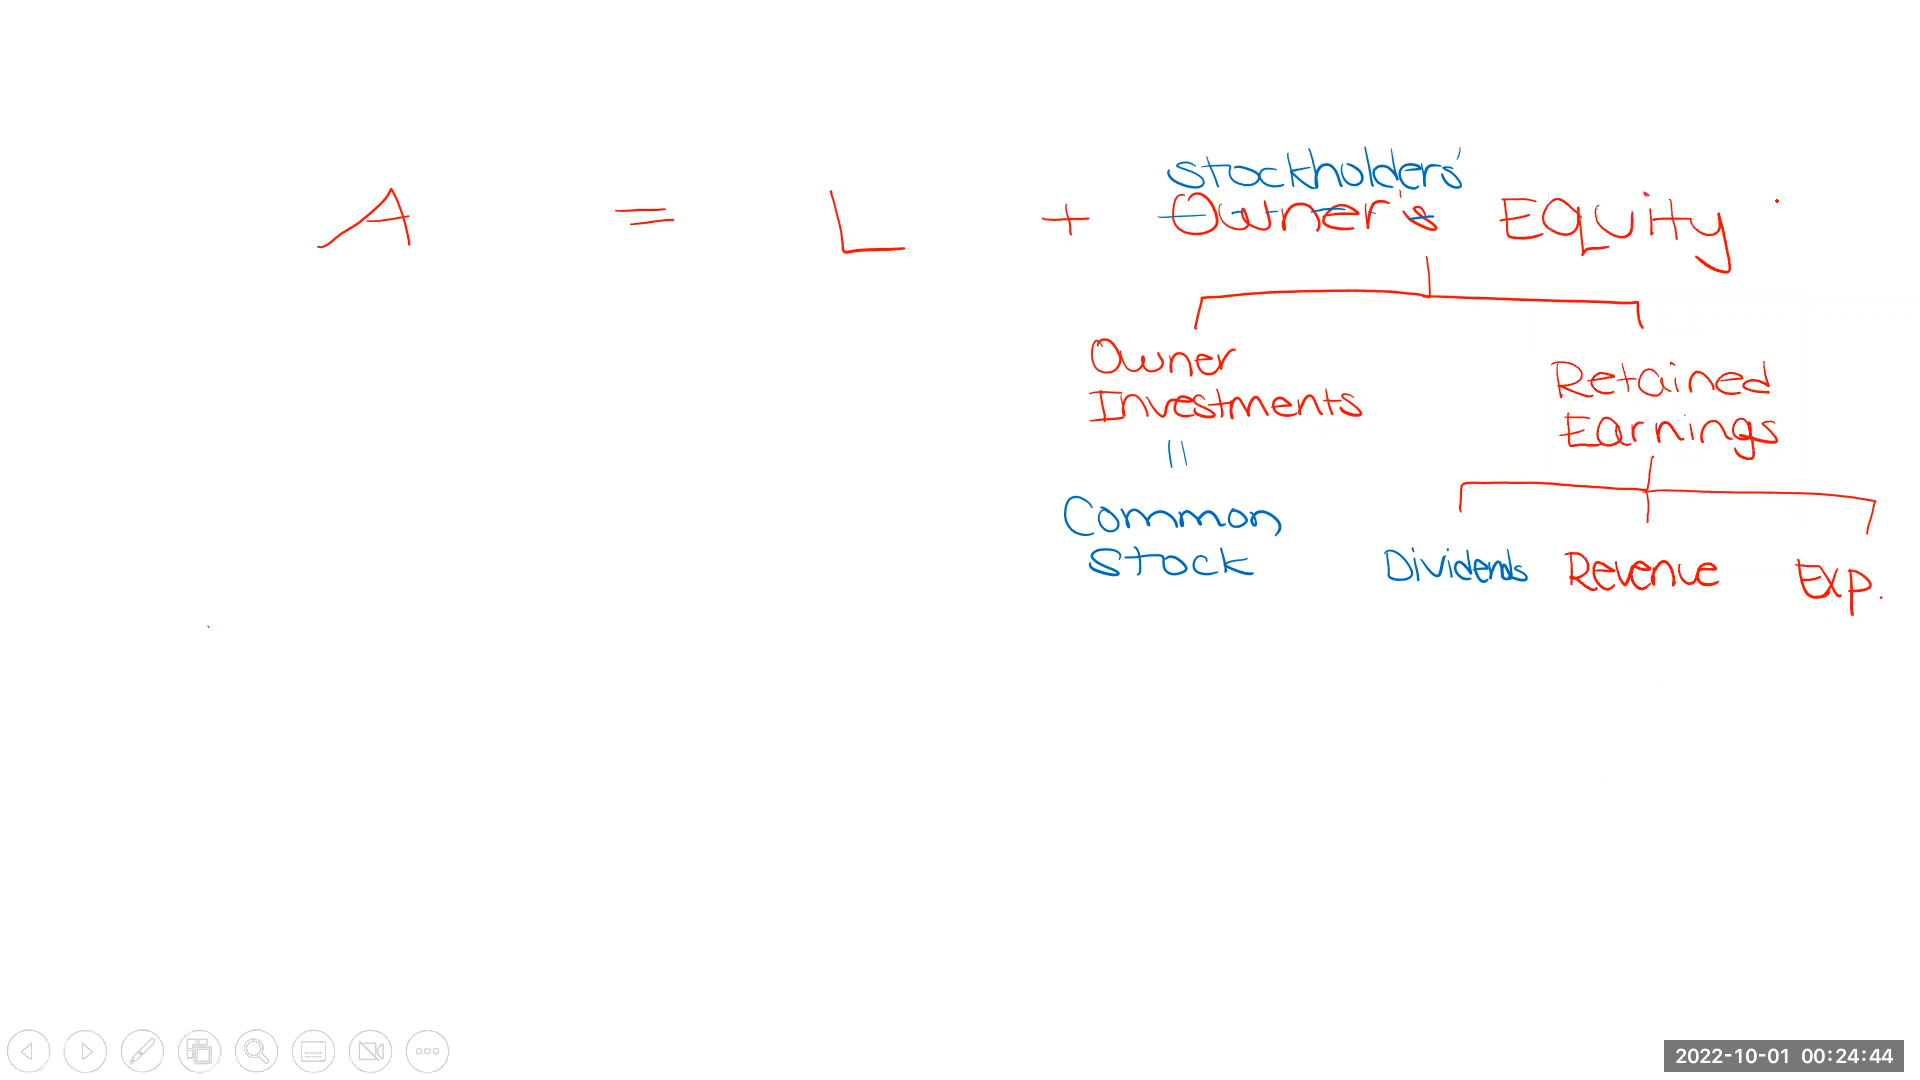 Stockholders'
A = L + Owner's Equity
Owner
Investments
Retained
Earnings
=
Common
Stock
Dividends Revenue Exp.
2022-10-01 00:24:44